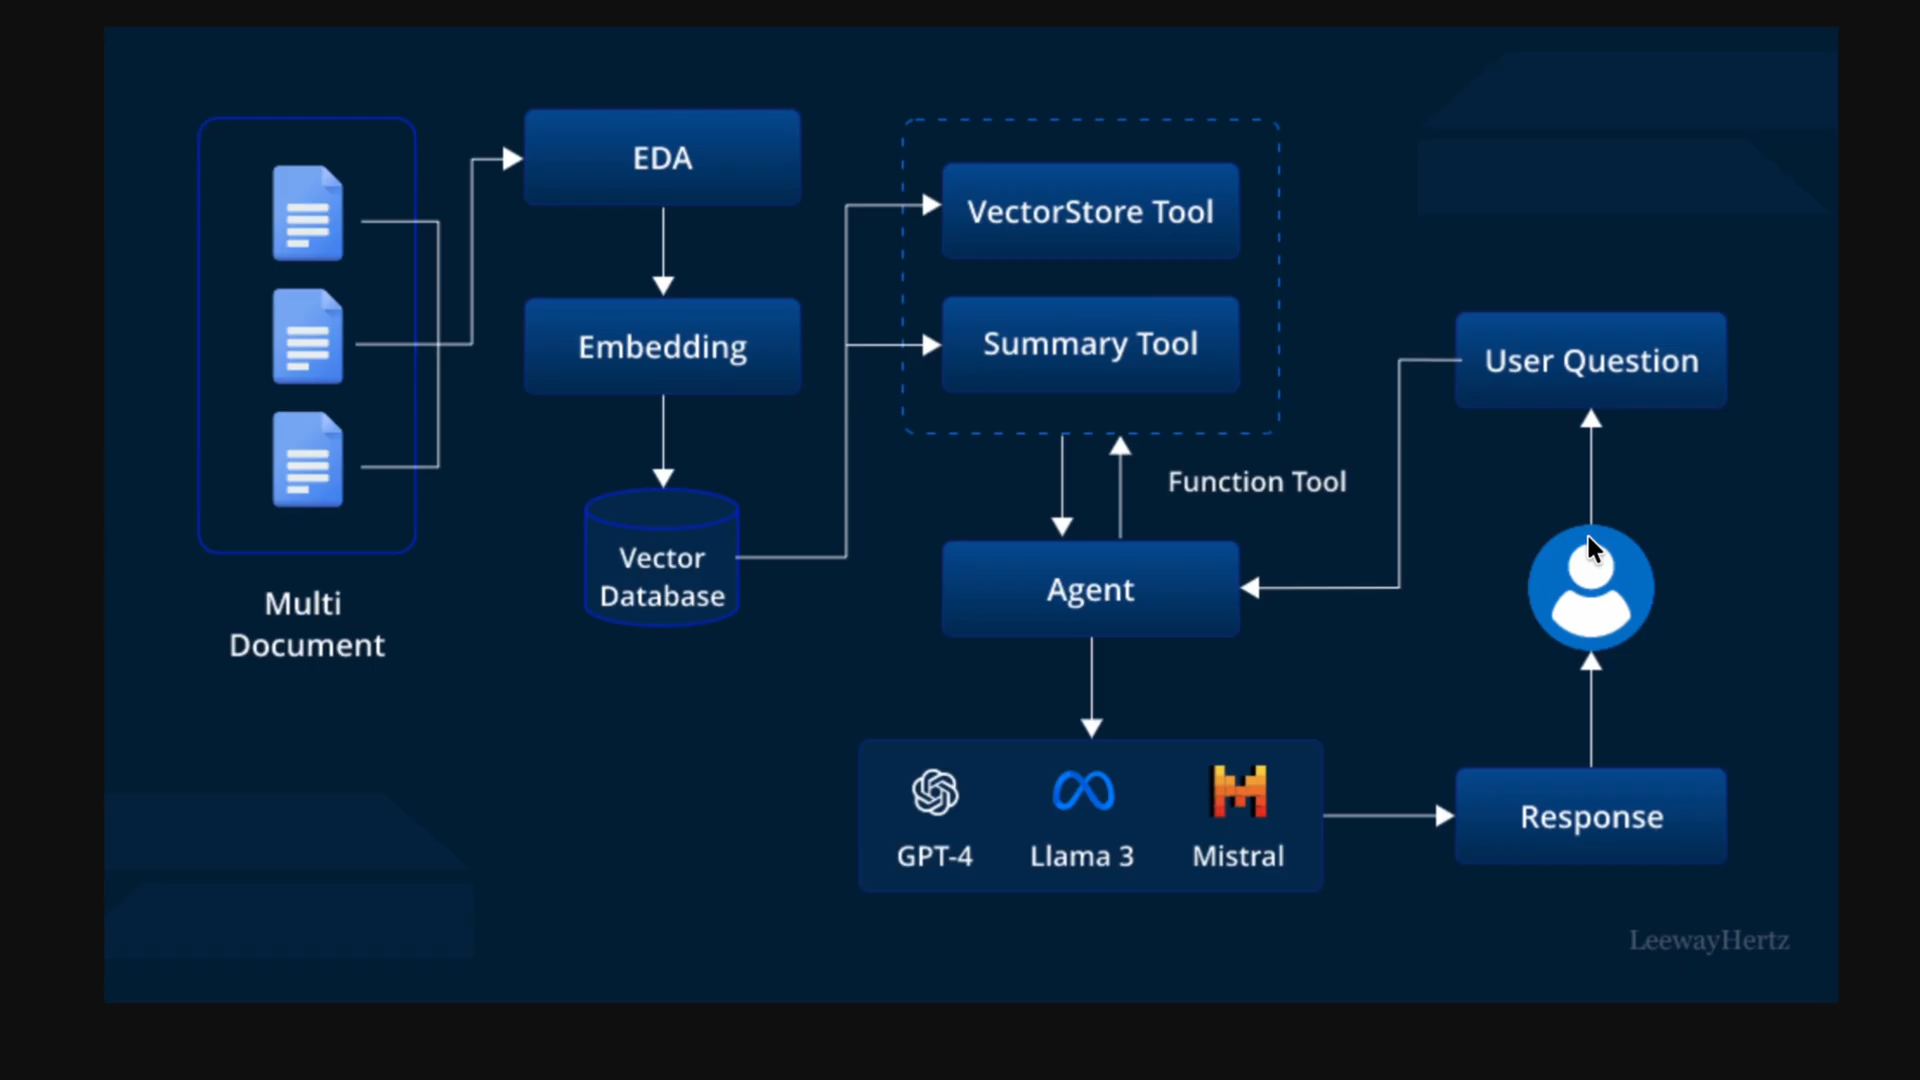 EDA
VectorStore Tool
Summary Tool
Embedding
User Question
Function Tool
Vector
Database
Agent
Multi
Document
GPT-4
Llama 3
Mistral
Response
LeewayHertz